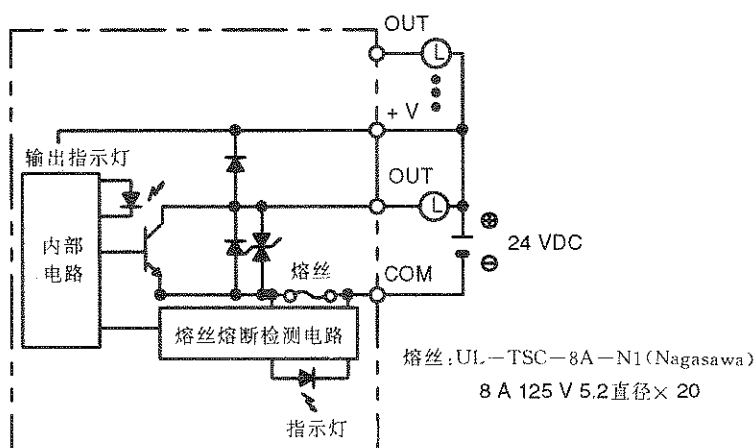 OUT
L
+ V
输出指示灯
OUT
L
内部
电路
24 VDC
熔丝
COM
熔丝熔断检测电路
指示灯
熔丝:UL-TSC-8A-N1(Nagasawa)
8 A 125 V 5.2直径× 20